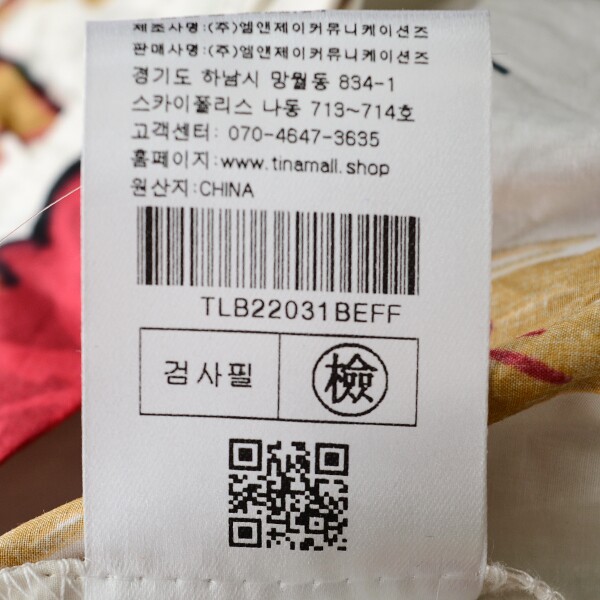 제조사명:(주)엘앤제이커뮤니케이션즈
판매사명:(주)엘앤제이커뮤니케이션즈
경기도 하남시 망월동 834-1
스카이폴리스 나동 713~714호
고객센터: 070-4647-3635
홈페이지:www.tinamall.shop
원산지:CHINA
TLB22031BEFF
검사필 檢